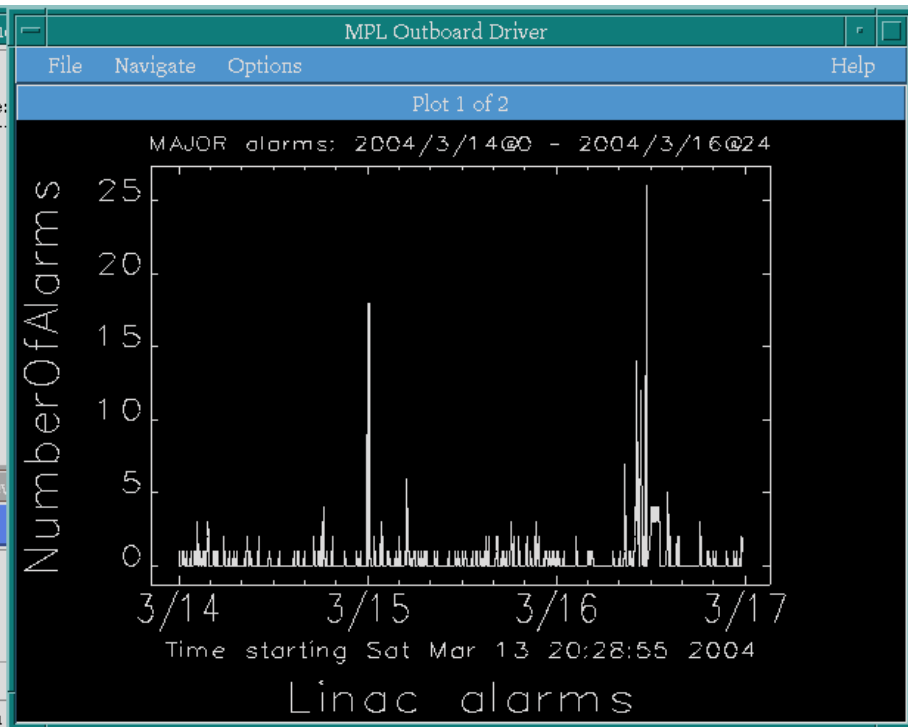 MPL Outboard Driver
File Navigate Options Help
Plot 1 of 2
MAJOR alarms: 2004/3/14@0 - 2004/3/16@24
NumberOfAlarms
25
20
15
10
5
0
3/14 3/15 3/16 3/17
Time starting Sat Mar 13 20:28:55 2004
Linac alarms